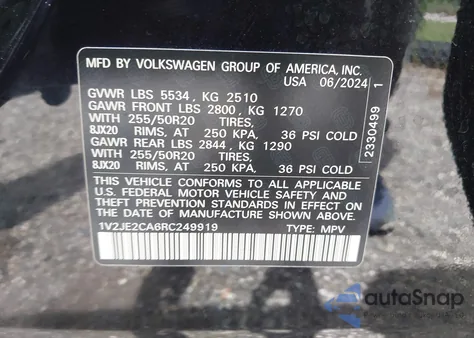 MFD BY VOLKSWAGEN GROUP OF AMERICA, INC.
USA 06/2024
GVWR LBS 5534, KG 2510
GAWR FRONT LBS 2800, KG 1270
WITH 255/50R20 TIRES,
8JX20 RIMS, AT 250 KPA, 36 PSI COLD
GAWR REAR LBS 2844, KG 1290
WITH 255/50R20 TIRES,
8JX20 RIMS, AT 250 KPA, 36 PSI COLD
THIS VEHICLE CONFORMS TO ALL APPLICABLE
U.S. FEDERAL MOTOR VEHICLE SAFETY AND
THEFT PREVENTION STANDARDS IN EFFECT ON
THE DATE OF MANUFACTURE SHOWN ABOVE.
1V2JE2CA6RC249919 TYPE: MPV
2330499 1
autoSnap